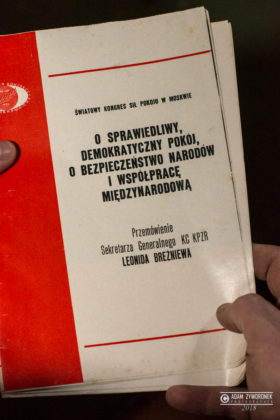 ŚWIATOWY KONGRES SIŁ POKOJU W MOSKWIE
O SPRAWIEDLIWY,
DEMOKRATYCZNY POKÓJ,
O BEZPIECZEŃSTWO NARODÓW
I WSPÓŁPRACĘ
MIĘDZYNARODOWĄ
Przemówienie
Sekretarza Generalnego KC KPZR
LEONIDA BREŻNIEWA
© ADAM ZYWORONEK
PHOTOGRAPHER
2018